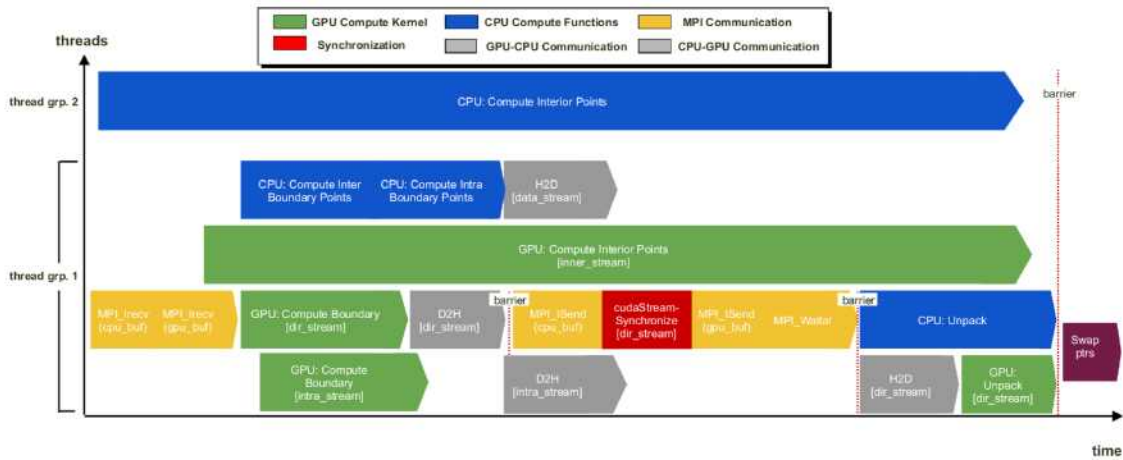 GPU Compute Kernel
CPU Compute Functions
MPI Communication
Synchronization
GPU-CPU Communication
CPU-GPU Communication
threads
thread grp. 2
CPU: Compute Interior Points
barrier
CPU: Compute Inter
Boundary Points
CPU: Compute Intra
Boundary Points
H2D
[data_stream]
GPU: Compute Interior Points
[inner_stream]
thread grp. 1
MPI_Irecv
(cpu_buf)
MPI_Irecv
(gpu_buf)
GPU: Compute Boundary
[dir_stream]
D2H
[dir_stream]
barrier
MPI_ISend
(cpu_buf)
cudaStream-
Synchronize
[dir_stream]
MPI_ISend
(gpu_buf)
MPI_Waitar
barrier
CPU: Unpack
Swap
ptrs
GPU: Compute
Boundary
[intra_stream]
D2H
[intra_stream]
H2D
[dir_stream]
GPU:
Unpack
[dir_stream]
time